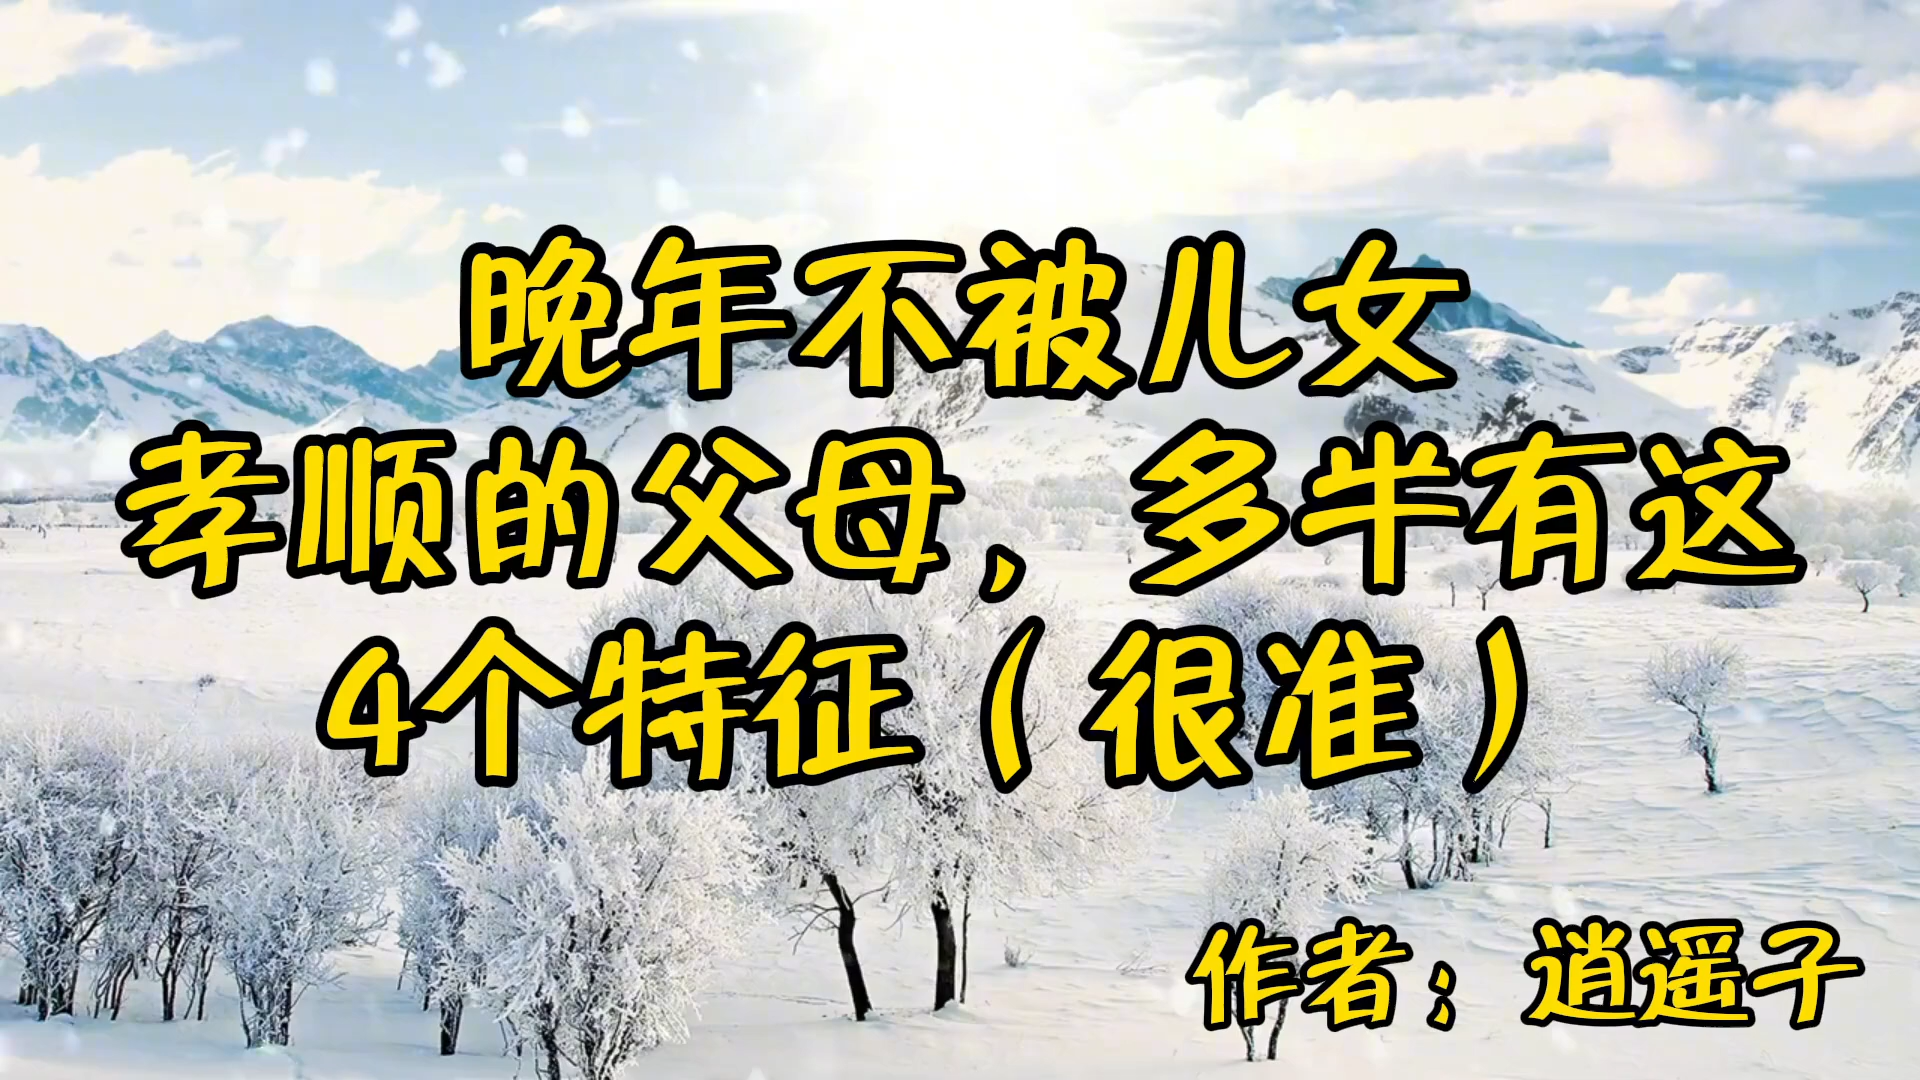 晚年不被儿女
孝顺的父母，多半有这
4个特征（很准）
作者；逍遥子